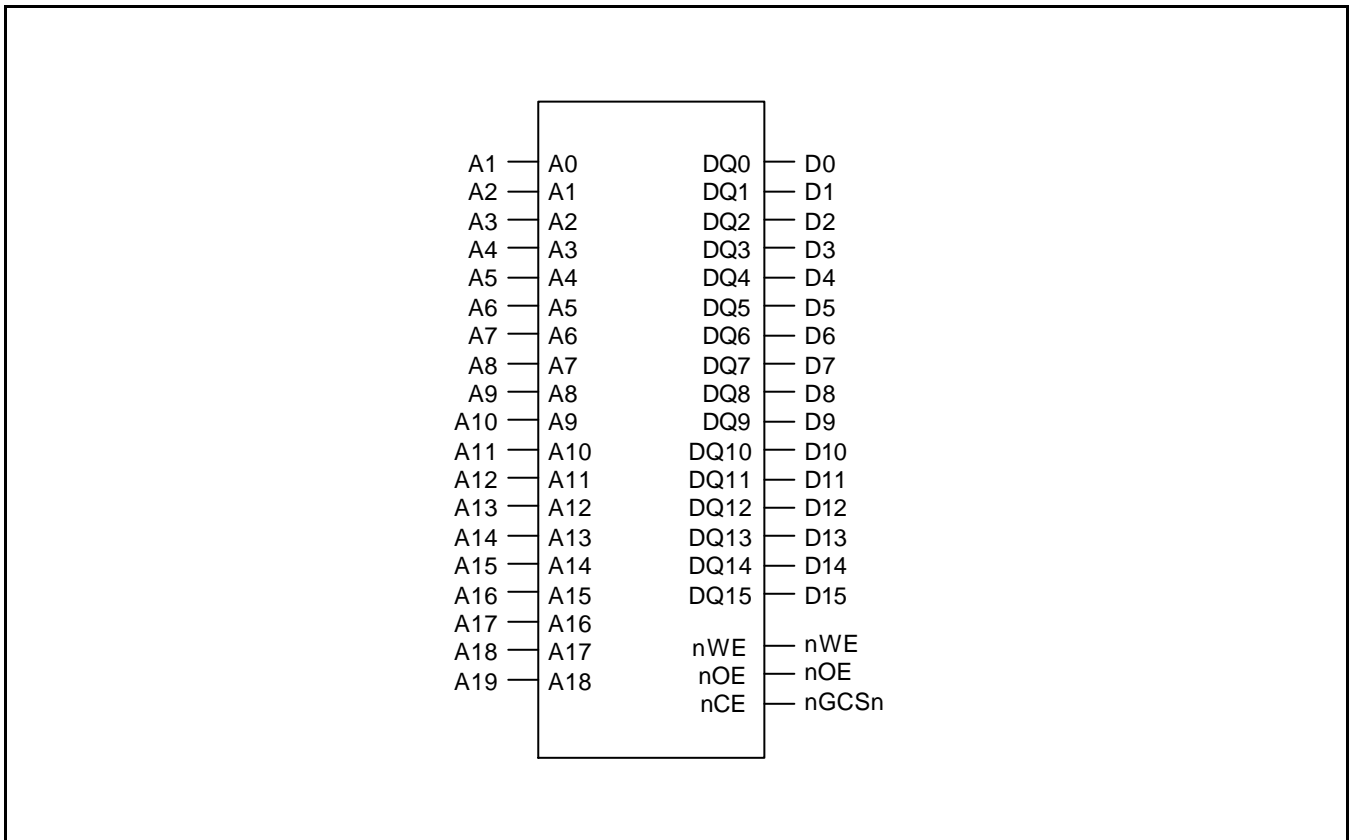 A1 A0 DQ0 D0
A2 A1 DQ1 D1
A3 A2 DQ2 D2
A4 A3 DQ3 D3
A5 A4 DQ4 D4
A6 A5 DQ5 D5
A7 A6 DQ6 D6
A8 A7 DQ7 D7
A9 A8 DQ8 D8
A10 A9 DQ9 D9
A11 A10 DQ10 D10
A12 A11 DQ11 D11
A13 A12 DQ12 D12
A14 A13 DQ13 D13
A15 A14 DQ14 D14
A16 A15 DQ15 D15
A17 A16
A18 A17 nWE nWE
A19 A18 nOE nOE
nCE nGCSn